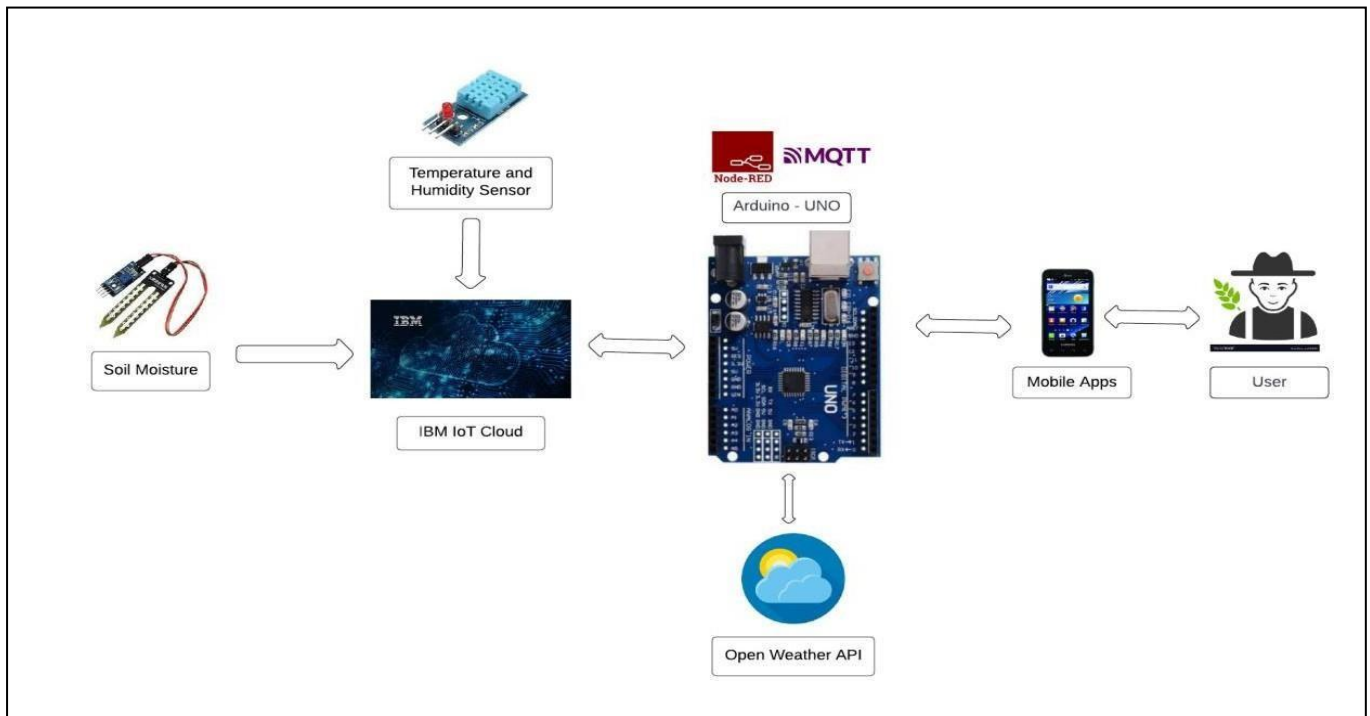 Temperature and
Humidity Sensor
Node-RED
MQTT
Arduino - UNO
Soil Moisture
IBM
IBM IoT Cloud
UNO
Mobile Apps
User
Open Weather API